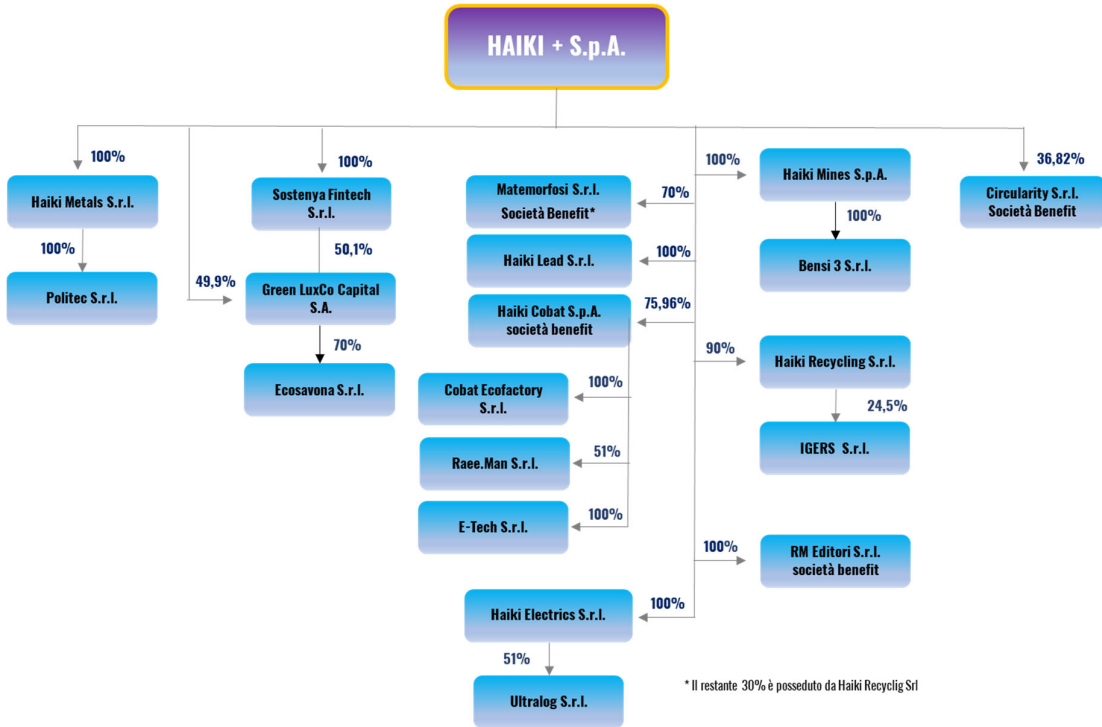 HAIKI + S.p.A.
100%
100%
100%
36,82%
Haiki Metals S.r.l.
Sostenya Fintech
S.r.l.
Matemorfosi S.r.l.
Società Benefit*
70%
Haiki Mines S.p.A.
Circularity S.r.l.
Società Benefit
100%
50,1%
Haiki Lead S.r.l.
100%
100%
Politec S.r.l.
49,9%
Green LuxCo Capital
S.A.
Bensi 3 S.r.l.
Haiki Cobat S.p.A.
società benefit
75,96%
70%
90%
Ecosavona S.r.l.
Haiki Recycling S.r.l.
Cobat Ecofactory
S.r.l.
100%
24,5%
Raee.Man S.r.l.
51%
IGERS S.r.l.
E-Tech S.r.l.
100%
100%
RM Editori S.r.l.
società benefit
Haiki Electrics S.r.l.
100%
51%
Ultralog S.r.l.
* Il restante 30% è posseduto da Haiki Recyclig Srl